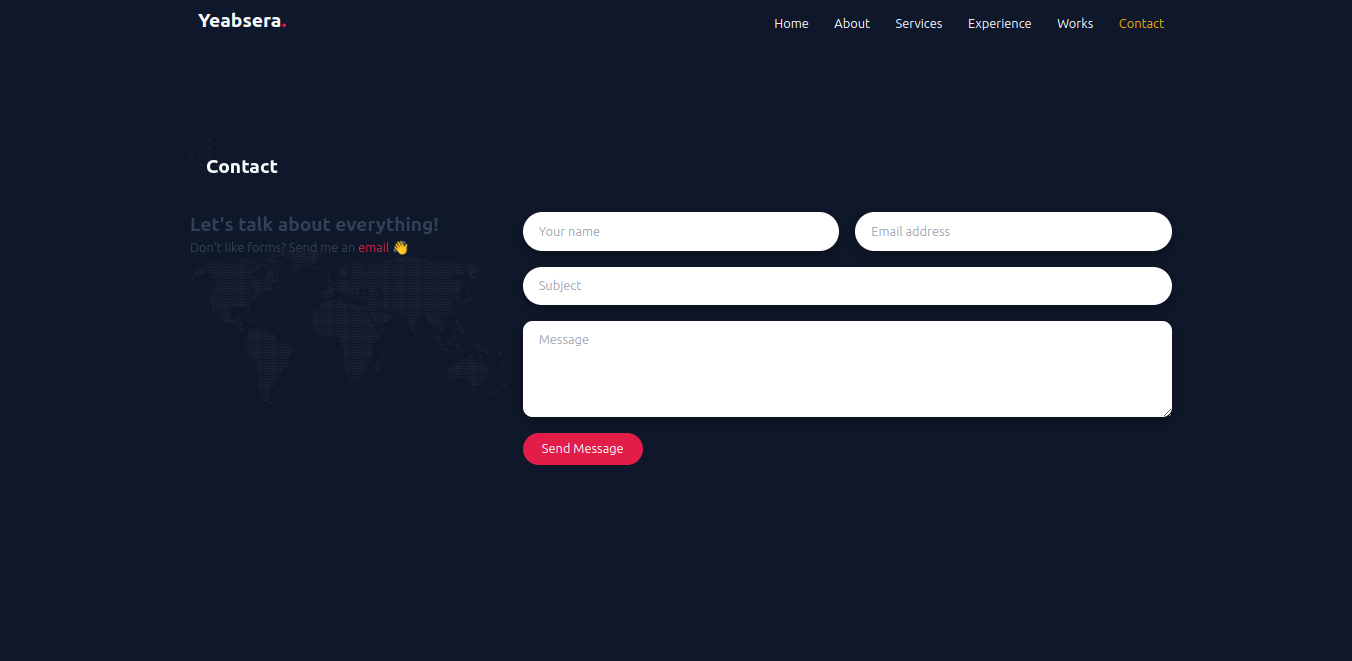 Yeabsera.
Home About Services Experience Works Contact
Contact
Let's talk about everything!
Don't like forms? Send me an email 👋
Your name
Email address
Subject
Message
Send Message